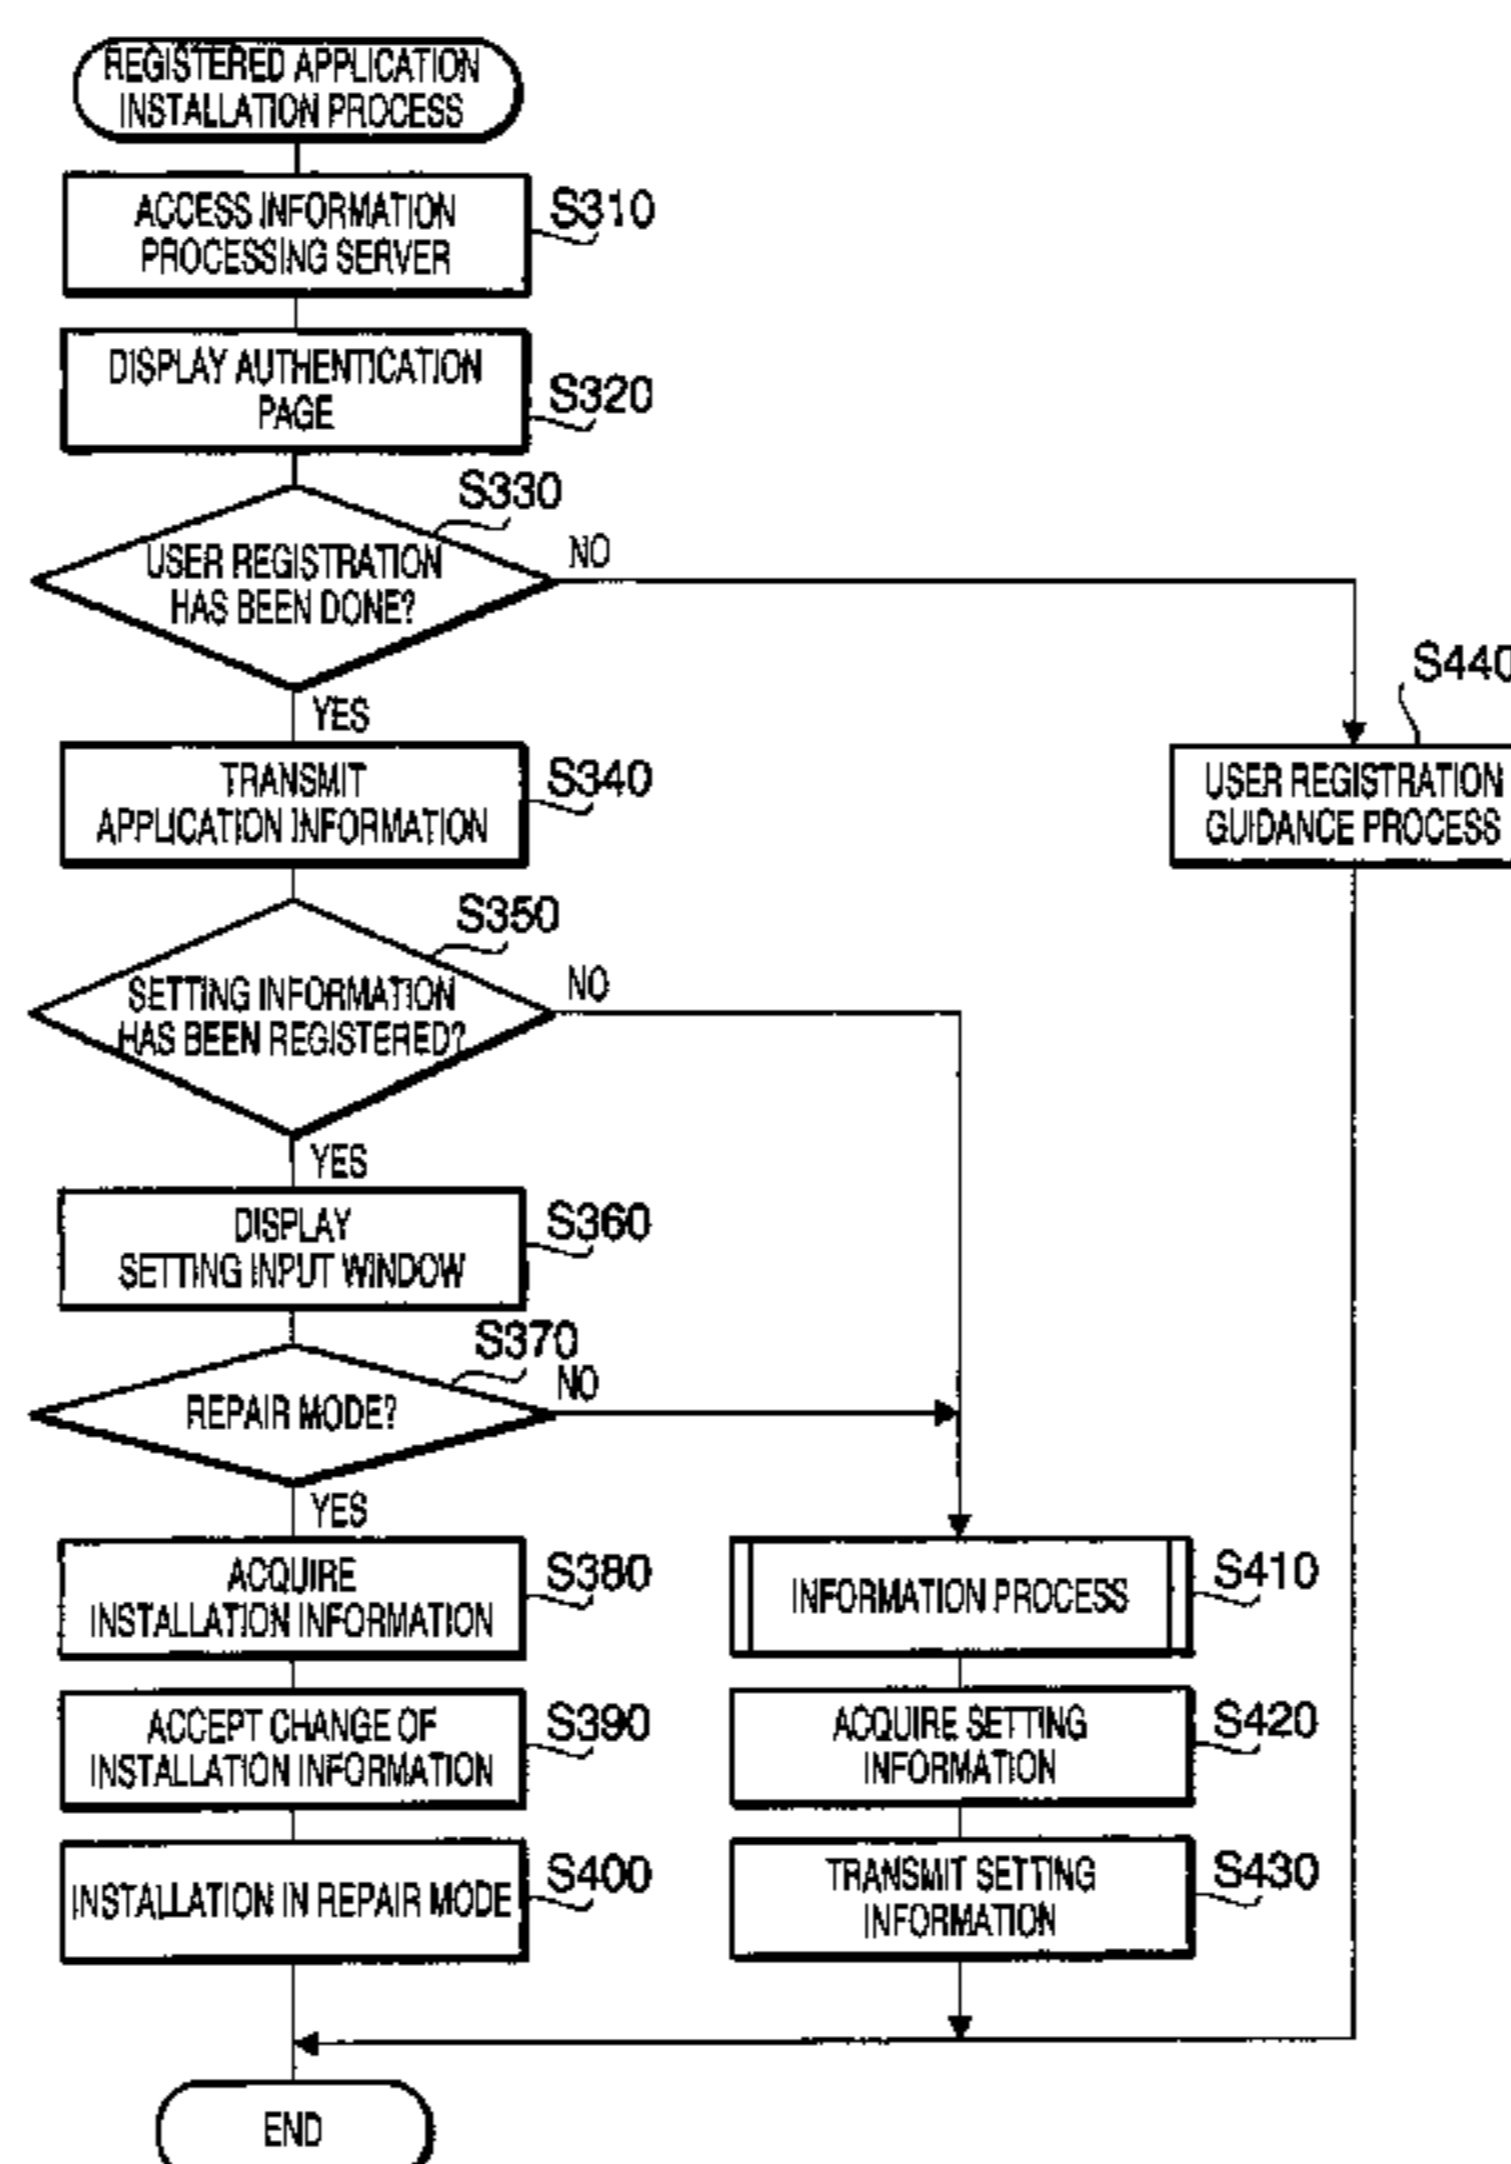 REGISTERED APPLICATION
INSTALLATION PROCESS
ACCESS INFORMATION
PROCESSING SERVER
S310
DISPLAY AUTHENTICATION
PAGE
S320
S330
USER REGISTRATION
HAS BEEN DONE?
NO
YES
S440
USER REGISTRATION
GUIDANCE PROCESS
TRANSMIT
APPLICATION INFORMATION
S340
S350
SETTING INFORMATION
HAS BEEN REGISTERED?
NO
YES
DISPLAY
SETTING INPUT WINDOW
S360
S370
REPAIR MODE?
NO
YES
ACQUIRE
INSTALLATION INFORMATION
S380
ACCEPT CHANGE OF
INSTALLATION INFORMATION
S390
INSTALLATION IN REPAIR MODE
S400
INFORMATION PROCESS
S410
ACQUIRE SETTING
INFORMATION
S420
TRANSMIT SETTING
INFORMATION
S430
END